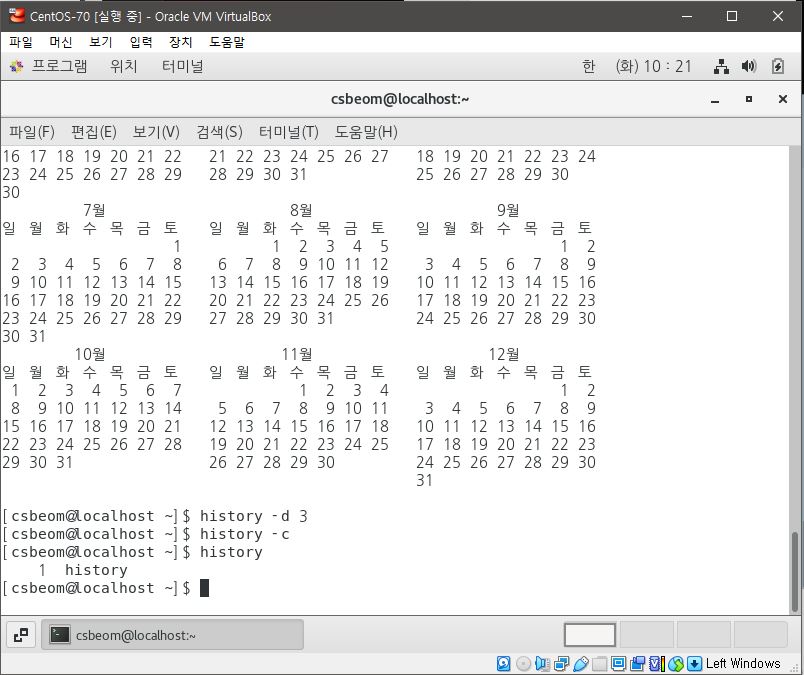 CentOS-70 [실행 중] - Oracle VM VirtualBox
파일 머신 보기 입력 장치 도움말
프로그램 위치 터미널 한 (화) 10 : 21
csbeom@localhost:~
파일(F) 편집(E) 보기(V) 검색(S) 터미널(T) 도움말(H)
16 17 18 19 20 21 22 21 22 23 24 25 26 27 18 19 20 21 22 23 24
23 24 25 26 27 28 29 28 29 30 31 25 26 27 28 29 30
30
7월 8월 9월
일 월 화 수 목 금 토 일 월 화 수 목 금 토 일 월 화 수 목 금 토
1 1 2 3 4 5 1 2
2 3 4 5 6 7 8 6 7 8 9 10 11 12 3 4 5 6 7 8 9
9 10 11 12 13 14 15 13 14 15 16 17 18 19 10 11 12 13 14 15 16
16 17 18 19 20 21 22 20 21 22 23 24 25 26 17 18 19 20 21 22 23
23 24 25 26 27 28 29 27 28 29 30 31 24 25 26 27 28 29 30
30 31
10월 11월 12월
일 월 화 수 목 금 토 일 월 화 수 목 금 토 일 월 화 수 목 금 토
1 2 3 4 5 6 7 1 2 3 4 1 2
8 9 10 11 12 13 14 5 6 7 8 9 10 11 3 4 5 6 7 8 9
15 16 17 18 19 20 21 12 13 14 15 16 17 18 10 11 12 13 14 15 16
22 23 24 25 26 27 28 19 20 21 22 23 24 25 17 18 19 20 21 22 23
29 30 31 26 27 28 29 30 24 25 26 27 28 29 30
31
[csbeom@localhost ~]$ history -d 3
[csbeom@localhost ~]$ history -c
[csbeom@localhost ~]$ history
1 history
[csbeom@localhost ~]$
csbeom@localhost:~
Left Windows